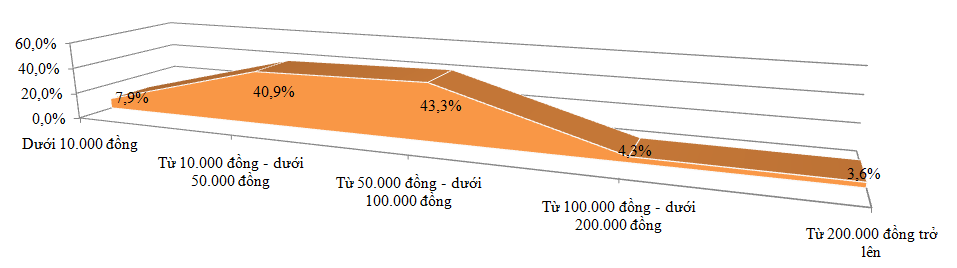 60,0%
40,0%
20,0%
0,0%
7,9%
40,9%
43,3%
4,3%
3,6%
Dưới 10.000 đồng
Từ 10.000 đồng - dưới
50.000 đồng
Từ 50.000 đồng - dưới
100.000 đồng
Từ 100.000 đồng - dưới
200.000 đồng
Từ 200.000 đồng trở
lên